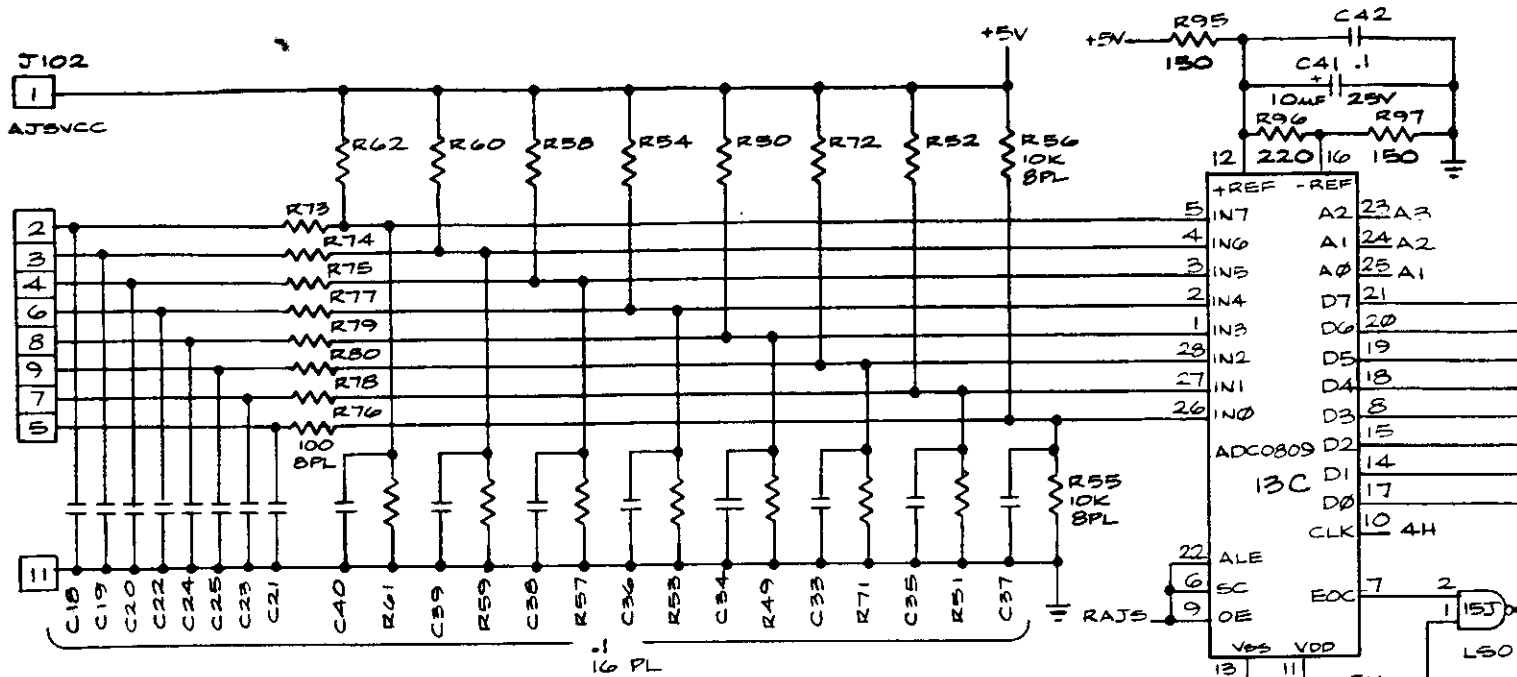 J102
1
AJ5VCC
+5V
+5V
R95
150
C42
.1
C41
+
10µF 25V
R96
220
R97
150
12
16
R62
R60
R58
R54
R50
R72
R52
R56
10K
8PL
2
3
4
6
8
9
7
5
R73
R74
R75
R77
R79
R80
R78
R76
100
8PL
+REF -REF
5 IN7
4 IN6
3 IN5
2 IN4
1 IN3
28 IN2
27 IN1
26 INØ
A2 23 A3
A1 24 A2
AØ 25 A1
D7 21
D6 2Ø
D5 19
D4 18
D3 8
D2 15
D1 14
DØ 17
CLK 10 4H
ADC0809
13C
R55
10K
8PL
11
C18
C19
C20
C22
C24
C25
C23
C21
C40
R61
C39
R59
C38
R57
C36
R53
C34
R49
C33
R71
C35
R51
C37
.1
16 PL
22 ALE
6 SC
9 OE
RAJ5
EOC 7
2
1
15J
LS0
VSS VDD
13 11